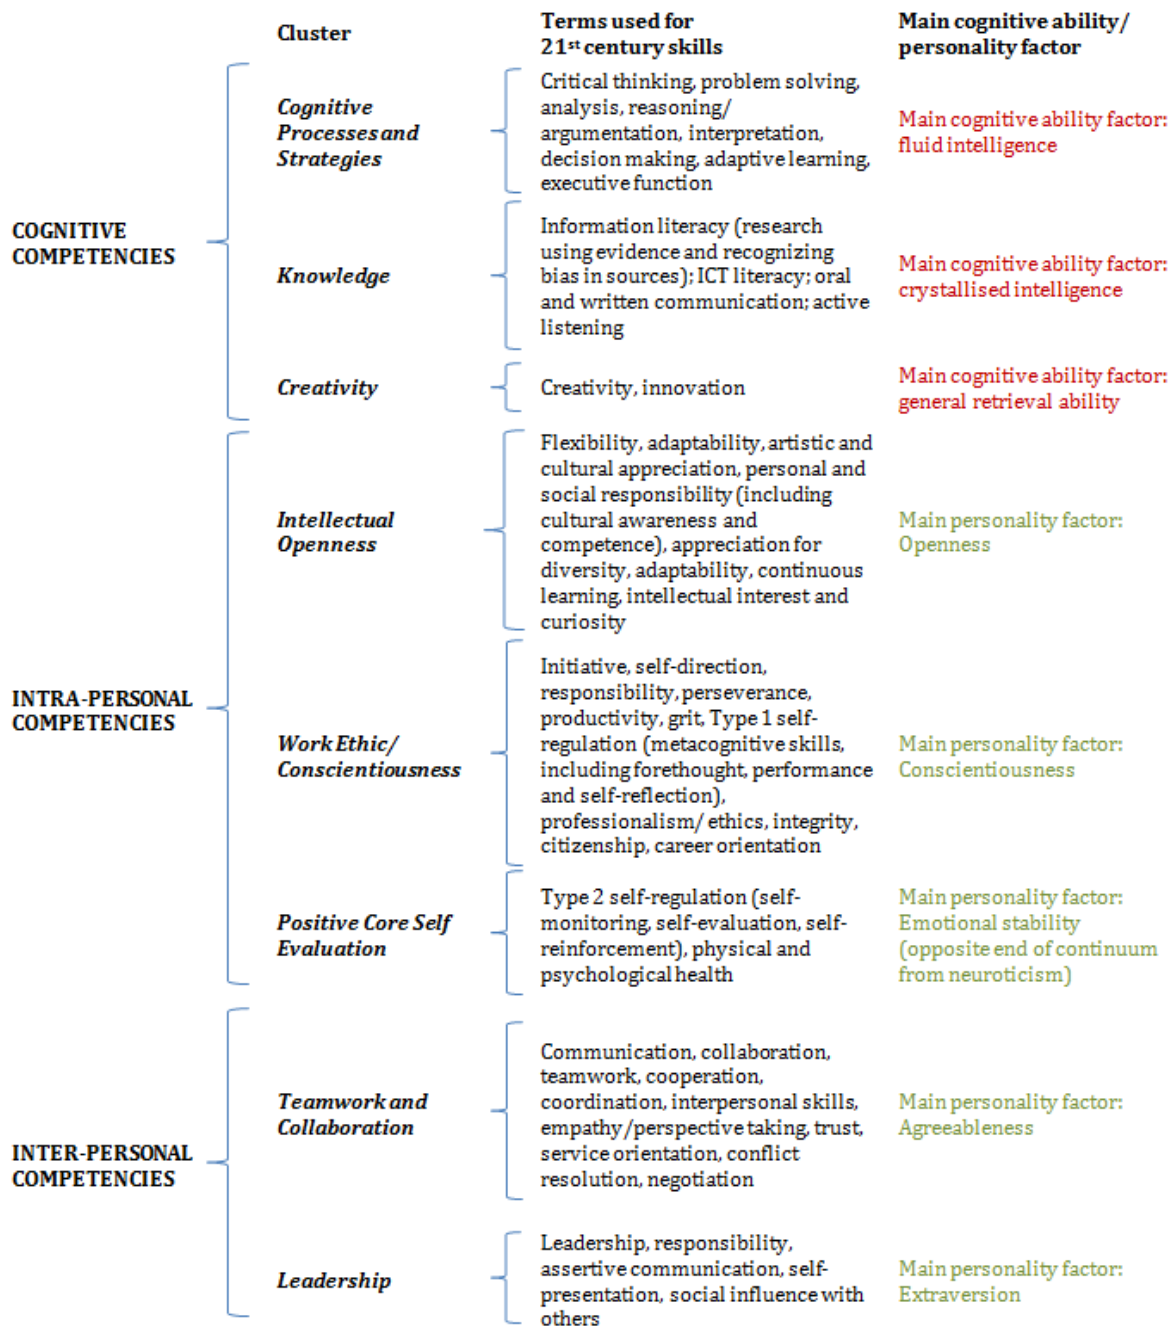 Cluster
Terms used for
21st century skills
Main cognitive ability/
personality factor
COGNITIVE
COMPETENCIES
Cognitive
Processes and
Strategies
Critical thinking, problem solving,
analysis, reasoning/
argumentation, interpretation,
decision making, adaptive learning,
executive function
Main cognitive ability factor:
fluid intelligence
Knowledge
Information literacy (research
using evidence and recognizing
bias in sources); ICT literacy; oral
and written communication; active
listening
Main cognitive ability factor:
crystallised intelligence
Creativity
Creativity, innovation
Main cognitive ability factor:
general retrieval ability
INTRA-PERSONAL
COMPETENCIES
Intellectual
Openness
Flexibility, adaptability, artistic and
cultural appreciation, personal and
social responsibility (including
cultural awareness and
competence), appreciation for
diversity, adaptability, continuous
learning, intellectual interest and
curiosity
Main personality factor:
Openness
Work Ethic/
Conscientiousness
Initiative, self-direction,
responsibility, perseverance,
productivity, grit, Type 1 self-
regulation (metacognitive skills,
including forethought, performance
and self-reflection),
professionalism/ ethics, integrity,
citizenship, career orientation
Main personality factor:
Conscientiousness
Positive Core Self
Evaluation
Type 2 self-regulation (self-
monitoring, self-evaluation, self-
reinforcement), physical and
psychological health
Main personality factor:
Emotional stability
(opposite end of continuum
from neuroticism)
INTER-PERSONAL
COMPETENCIES
Teamwork and
Collaboration
Communication, collaboration,
teamwork, cooperation,
coordination, interpersonal skills,
empathy/perspective taking, trust,
service orientation, conflict
resolution, negotiation
Main personality factor:
Agreeableness
Leadership
Leadership, responsibility,
assertive communication, self-
presentation, social influence with
others
Main personality factor:
Extraversion